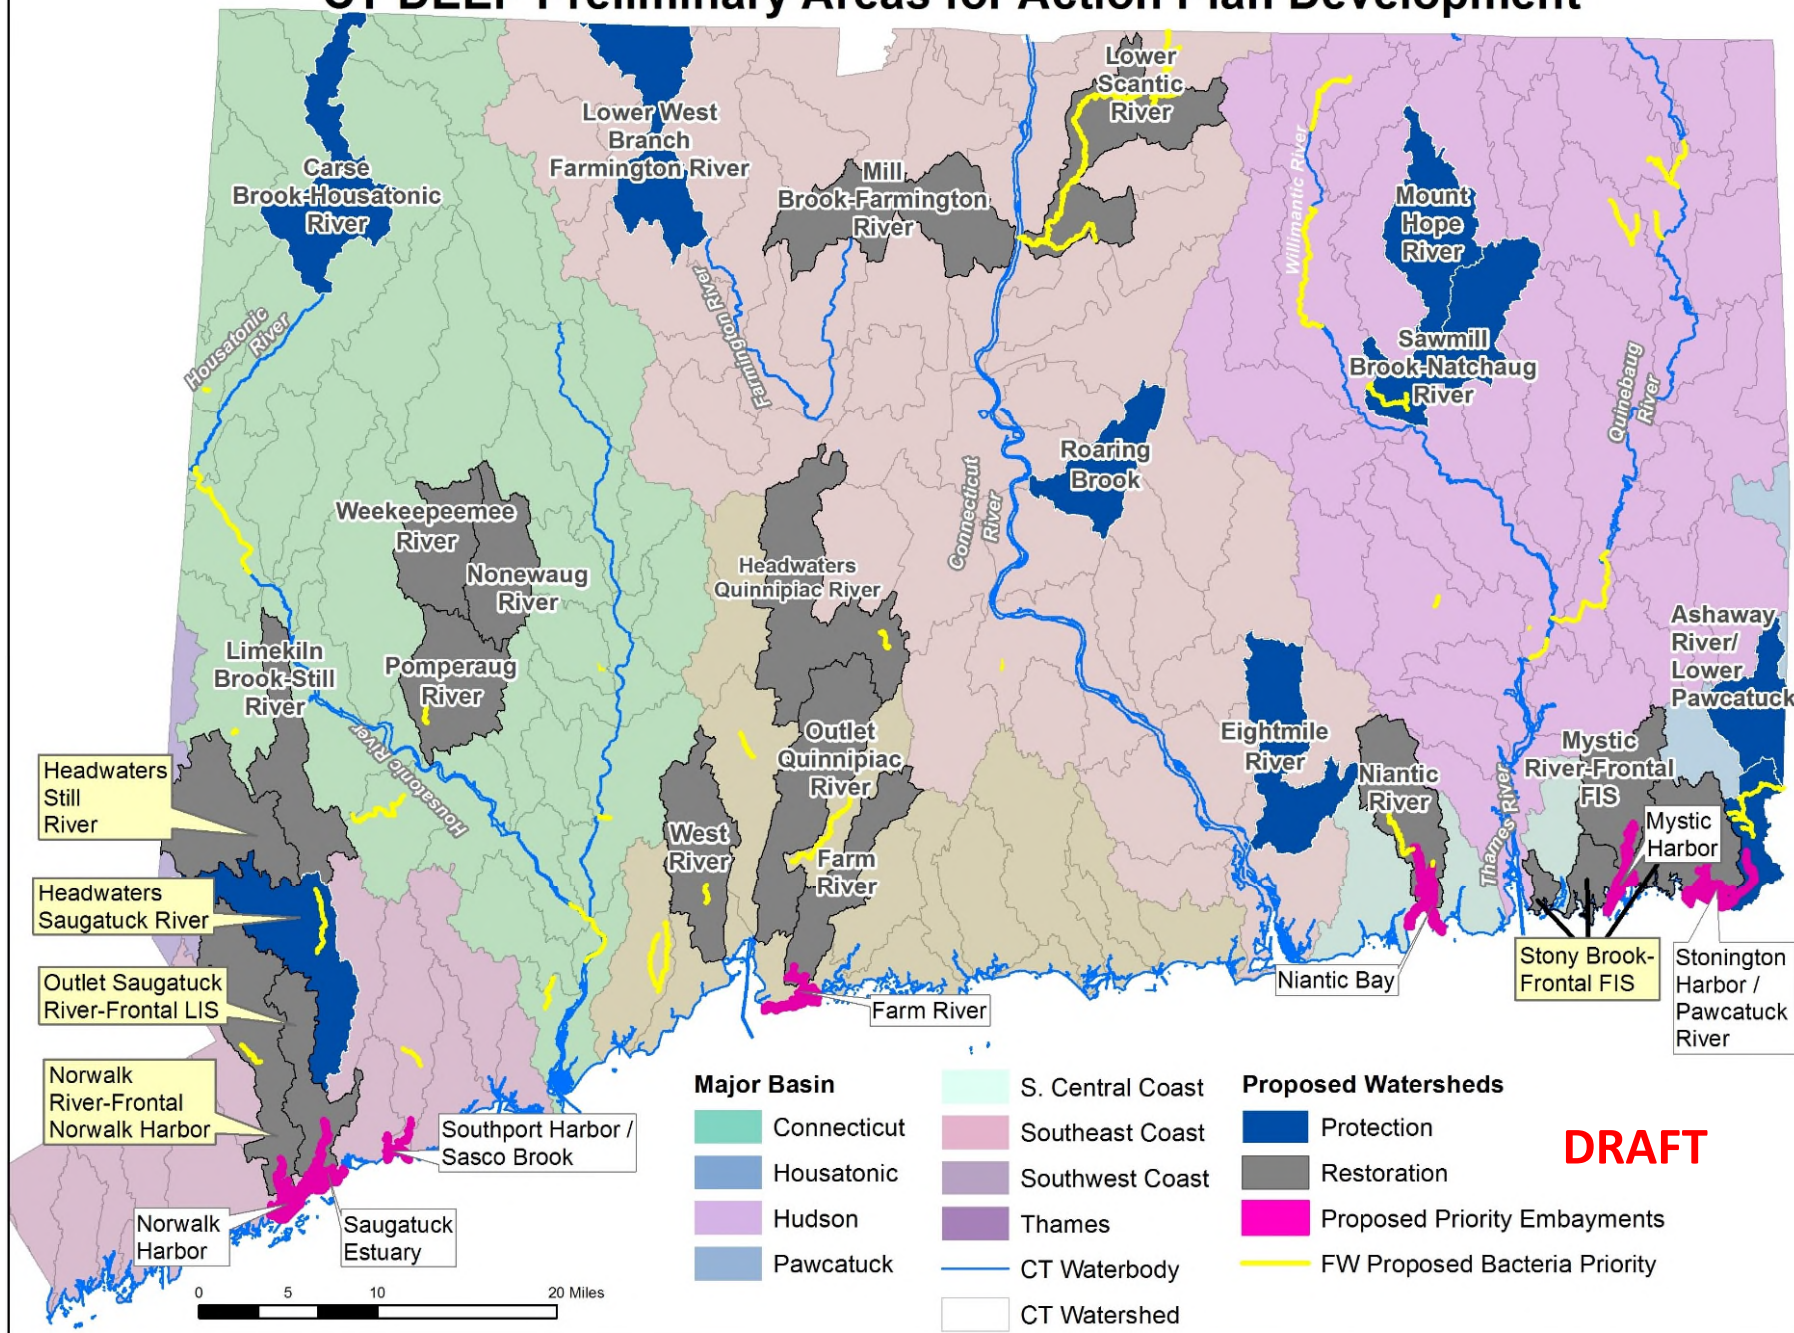 CT DEEP Preliminary Areas for Action Plan Development
Lower
Scantic
River
Lower West
Branch
Farmington River
Carse
Brook-Housatonic
River
Mill
Brook-Farmington
River
Willimantic River
Mount
Hope
River
Housatonic
River
Farmington River
Sawmill
Brook-Natchaug
River
Quinebaug
River
Roaring
Brook
Connecticut
River
Weekeepeemee
River
Nonewaug
River
Headwaters
Quinnipiac River
Limekiln
Brook-Still
River
Pomperaug
River
Housatonic River
Ashaway
River/
Lower
Pawcatuck
Outlet
Quinnipiac
River
Eightmile
River
Niantic
River
Thames River
Mystic
River-Frontal
FIS
Mystic
Harbor
Headwaters
Still
River
West
River
Farm
River
Headwaters
Saugatuck River
Outlet Saugatuck
River-Frontal LIS
Norwalk
River-Frontal
Norwalk Harbor
Farm River
Niantic Bay
Stony Brook-
Frontal FIS
Stonington
Harbor /
Pawcatuck
River
Southport Harbor /
Sasco Brook
Norwalk
Harbor
Saugatuck
Estuary
0 5 10 20 Miles
Major Basin
Connecticut
Housatonic
Hudson
Pawcatuck
S. Central Coast
Southeast Coast
Southwest Coast
Thames
CT Waterbody
CT Watershed
Proposed Watersheds
Protection
Restoration
Proposed Priority Embayments
FW Proposed Bacteria Priority
DRAFT